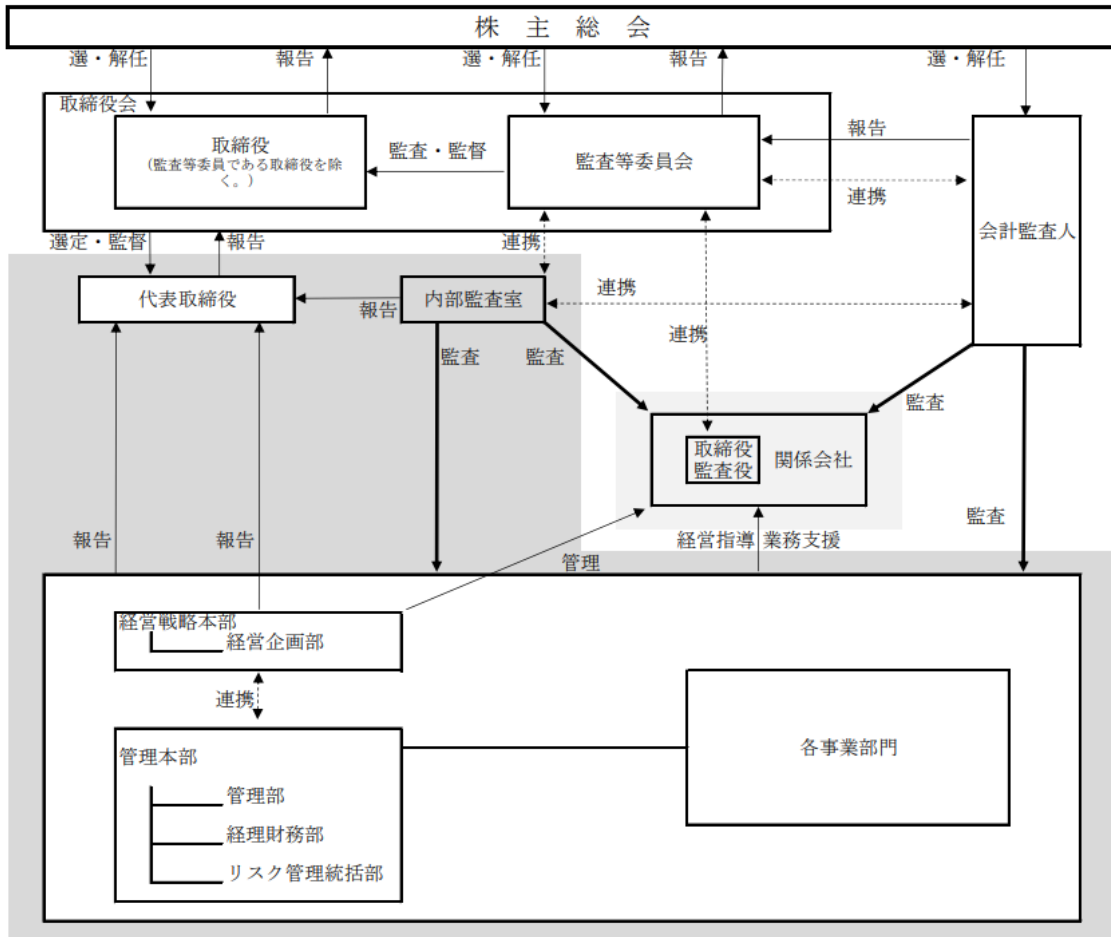 株　主　総　会
選・解任
報告
選・解任
報告
選・解任
取締役会
取締役
(監査等委員である取締役を除
く。)
監査・監督
監査等委員会
報告
連携
会計監査人
選定・監督
報告
連携
代表取締役
報告
内部監査室
連携
連携
監査
監査
監査
取締役
監査役
関係会社
報告
報告
監査
経営指導
業務支援
管理
経営戦略本部
経営企画部
連携
管理本部
管理部
経理財務部
リスク管理統括部
各事業部門